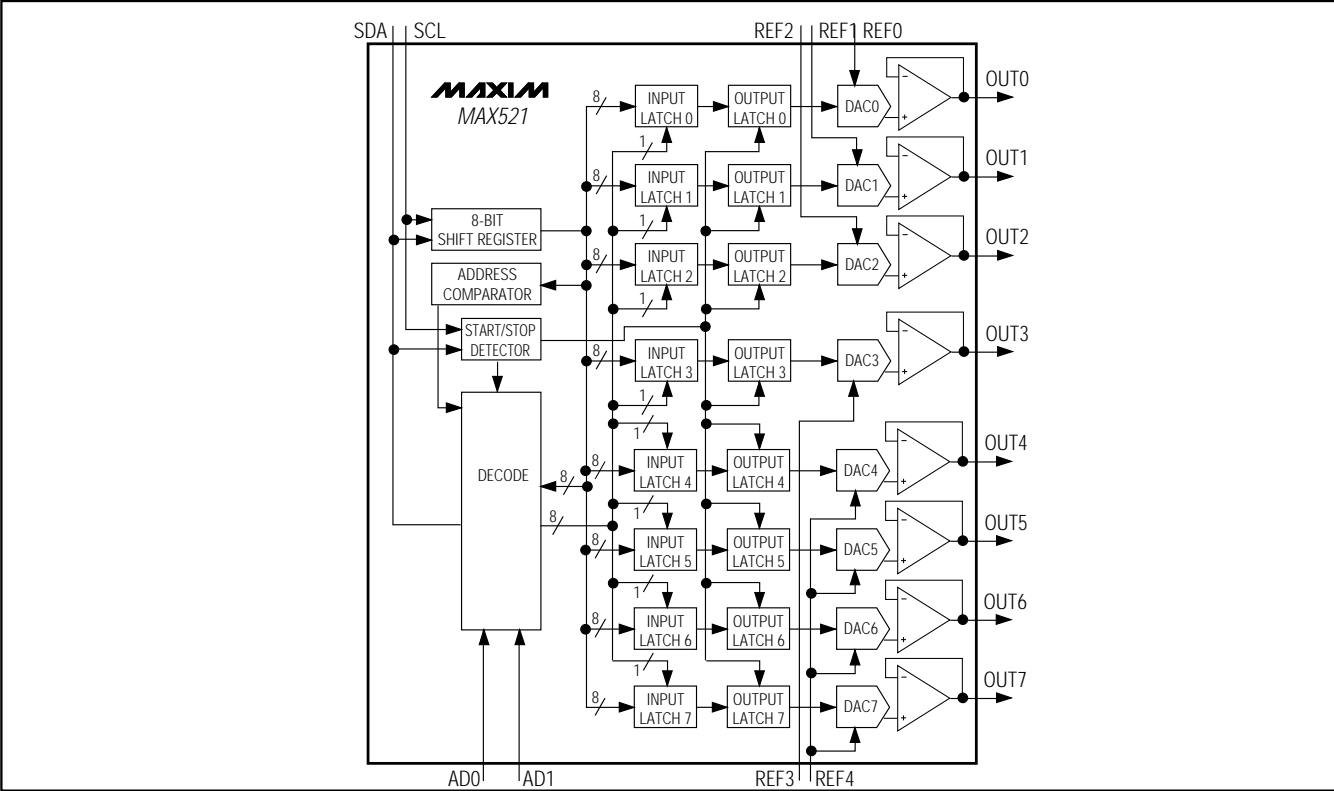 SDA SCL REF2 REF1 REF0
MAXIM
MAX521
8 INPUT LATCH 0 OUTPUT LATCH 0 DAC0 - + OUT0
1
8 INPUT LATCH 1 OUTPUT LATCH 1 DAC1 - + OUT1
1
8-BIT
SHIFT REGISTER
8 INPUT LATCH 2 OUTPUT LATCH 2 DAC2 - + OUT2
1
ADDRESS
COMPARATOR
START/STOP
DETECTOR
8 INPUT LATCH 3 OUTPUT LATCH 3 DAC3 - + OUT3
1
1
8 INPUT LATCH 4 OUTPUT LATCH 4 DAC4 - + OUT4
DECODE
8
8
1
8 INPUT LATCH 5 OUTPUT LATCH 5 DAC5 - + OUT5
1
8 INPUT LATCH 6 OUTPUT LATCH 6 DAC6 - + OUT6
1
8 INPUT LATCH 7 OUTPUT LATCH 7 DAC7 - + OUT7
AD0 AD1 REF3 REF4